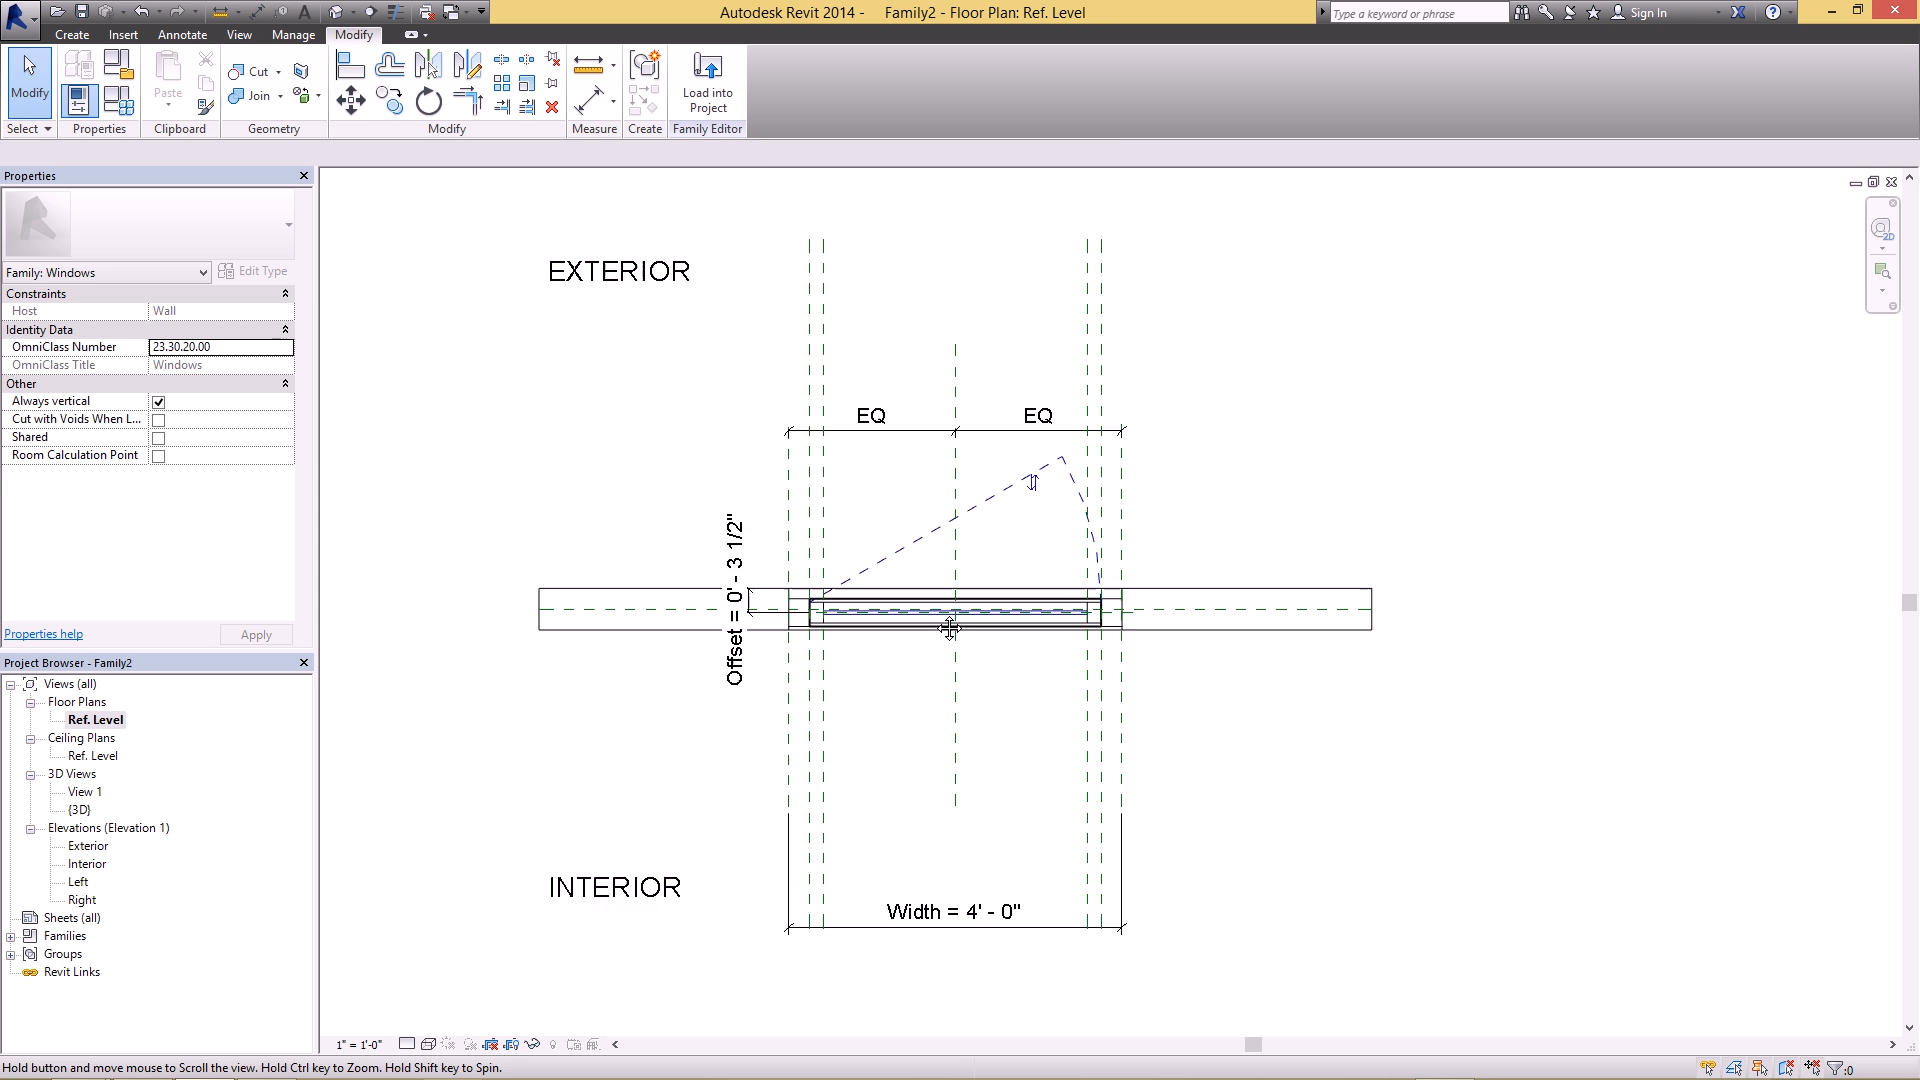 Autodesk Revit 2014 - Family2 - Floor Plan: Ref. Level
Type a keyword or phrase
Sign In
Create Insert Annotate View Manage Modify
Modify
Paste
Cut
Join
Load into
Project
Select Properties Clipboard Geometry Modify Measure Create Family Editor
Properties
Family: Windows
Edit Type
Constraints
Host Wall
Identity Data
OmniClass Number 23.30.20.00
OmniClass Title Windows
Other
Always vertical
Cut with Voids When L...
Shared
Room Calculation Point
Properties help
Apply
Project Browser - Family2
Views (all)
Floor Plans
Ref. Level
Ceiling Plans
Ref. Level
3D Views
View 1
{3D}
Elevations (Elevation 1)
Exterior
Interior
Left
Right
Sheets (all)
Families
Groups
Revit Links
2D
EXTERIOR
EQ EQ
Offset = 0' - 3 1/2"
INTERIOR
Width = 4' - 0"
1" = 1'-0"
Hold button and move mouse to Scroll the view. Hold Ctrl key to Zoom. Hold Shift key to Spin.
:0